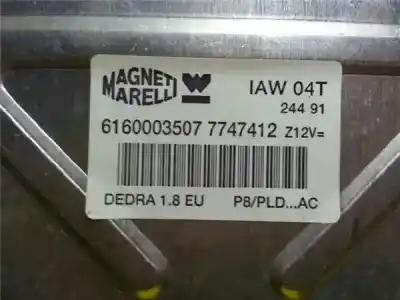 MAGNETI MARELLI
IAW 04T
244 91
6160003507 7747412 Z12V=
DEDRA 1.8 EU P8/PLD...AC